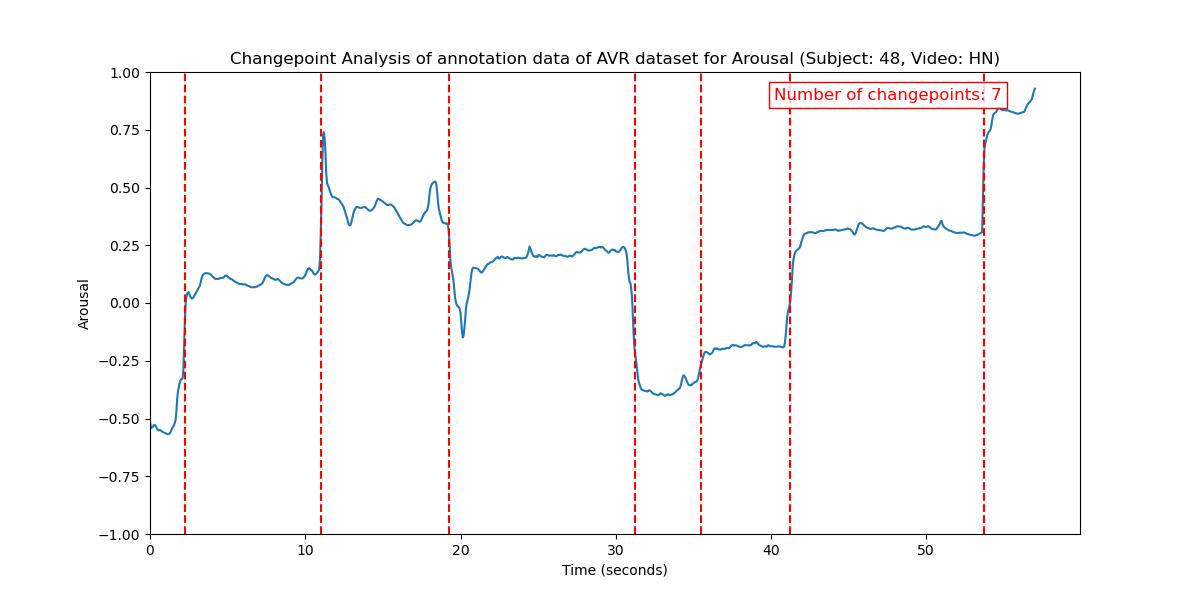 Changepoint Analysis of annotation data of AVR dataset for Arousal (Subject: 48, Video: HN)
Number of changepoints: 7
1.00
0.75
0.50
0.25
0.00
−0.25
−0.50
−0.75
−1.00
Arousal
0 10 20 30 40 50
Time (seconds)